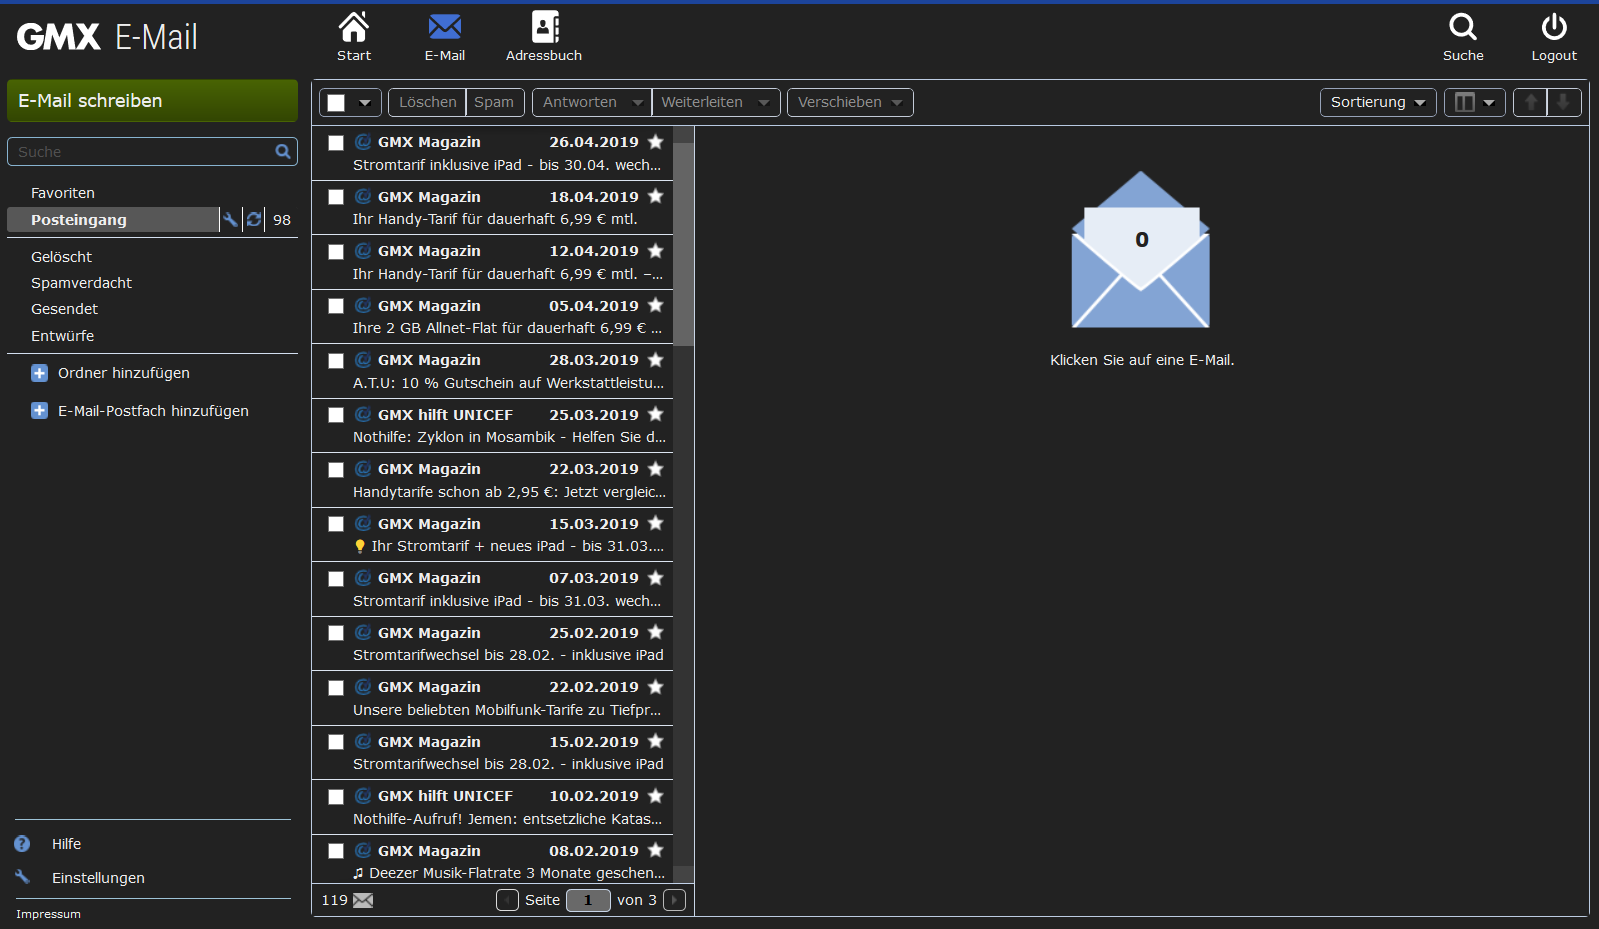 GMX E-Mail
Start
E-Mail
Adressbuch
Suche
Logout
E-Mail schreiben
Suche
Favoriten
Posteingang 98
Gelöscht
Spamverdacht
Gesendet
Entwürfe
Ordner hinzufügen
E-Mail-Postfach hinzufügen
Hilfe
Einstellungen
Impressum
Löschen Spam Antworten Weiterleiten Verschieben Sortierung
GMX Magazin 26.04.2019
Stromtarif inklusive iPad - bis 30.04. wech...
GMX Magazin 18.04.2019
Ihr Handy-Tarif für dauerhaft 6,99 € mtl.
GMX Magazin 12.04.2019
Ihr Handy-Tarif für dauerhaft 6,99 € mtl. –...
GMX Magazin 05.04.2019
Ihre 2 GB Allnet-Flat für dauerhaft 6,99 € ...
GMX Magazin 28.03.2019
A.T.U: 10 % Gutschein auf Werkstattleistu...
GMX hilft UNICEF 25.03.2019
Nothilfe: Zyklon in Mosambik - Helfen Sie d...
GMX Magazin 22.03.2019
Handytarife schon ab 2,95 €: Jetzt vergleic...
GMX Magazin 15.03.2019
💡 Ihr Stromtarif + neues iPad - bis 31.03....
GMX Magazin 07.03.2019
Stromtarif inklusive iPad - bis 31.03. wech...
GMX Magazin 25.02.2019
Stromtarifwechsel bis 28.02. - inklusive iPad
GMX Magazin 22.02.2019
Unsere beliebten Mobilfunk-Tarife zu Tiefpr...
GMX Magazin 15.02.2019
Stromtarifwechsel bis 28.02. - inklusive iPad
GMX hilft UNICEF 10.02.2019
Nothilfe-Aufruf! Jemen: entsetzliche Katas...
GMX Magazin 08.02.2019
♫ Deezer Musik-Flatrate 3 Monate geschen...
119 Seite 1 von 3
0
Klicken Sie auf eine E-Mail.